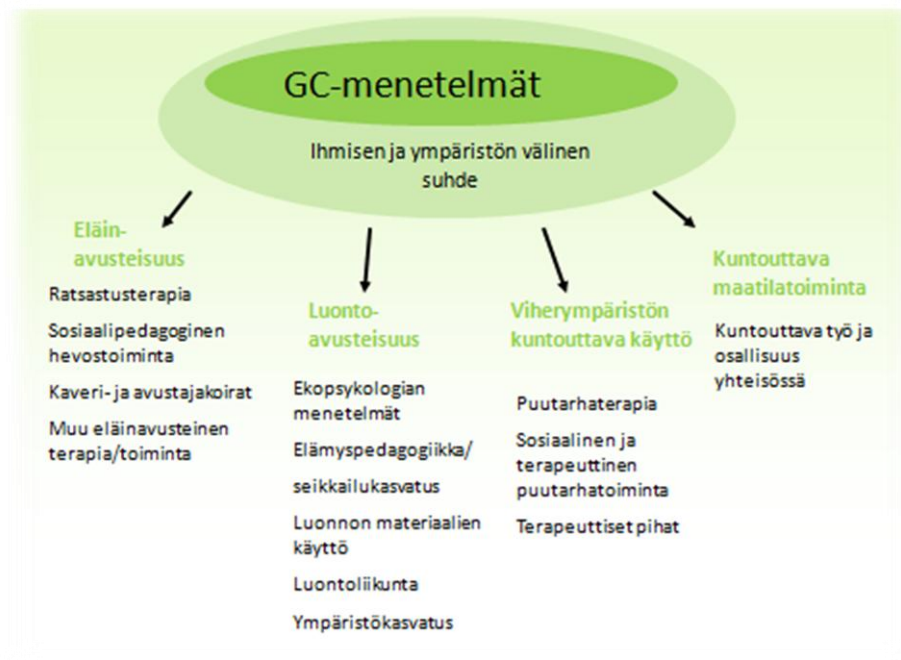 GC-menetelmät
Ihmisen ja ympäristön välinen
suhde
Eläin-
avusteisuus
Ratsastusterapia
Sosiaalipedagoginen
hevostoiminta
Kaveri- ja avustajakoirat
Muu eläinavusteinen
terapia/toiminta
Luonto-
avusteisuus
Ekopsykologian
menetelmät
Elämyspedagogiikka/
seikkailukasvatus
Luonnon materiaalien
käyttö
Luontoliikunta
Ympäristökasvatus
Viherympäristön
kuntouttava käyttö
Puutarhaterapia
Sosiaalinen ja
terapeuttinen
puutarhatoiminta
Terapeuttiset pihat
Kuntouttava
maatilatoiminta
Kuntouttava työ ja
osallisuus
yhteisössä